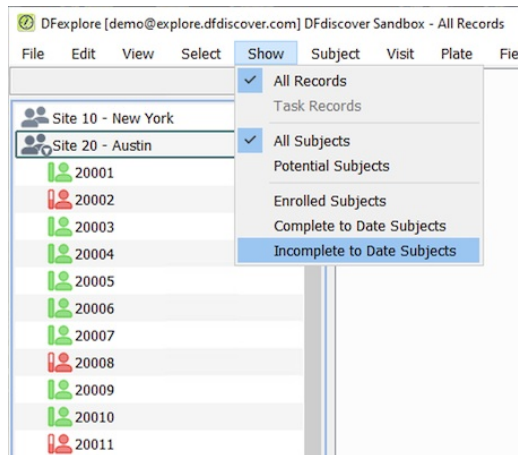 DFexplore [demo@explore.dfdiscover.com] DFdiscover Sandbox - All Records
File Edit View Select Show Subject Visit Plate Fie
All Records
Task Records
All Subjects
Potential Subjects
Enrolled Subjects
Complete to Date Subjects
Incomplete to Date Subjects
Site 10 - New York
Site 20 - Austin
20001
20002
20003
20004
20005
20006
20007
20008
20009
20010
20011